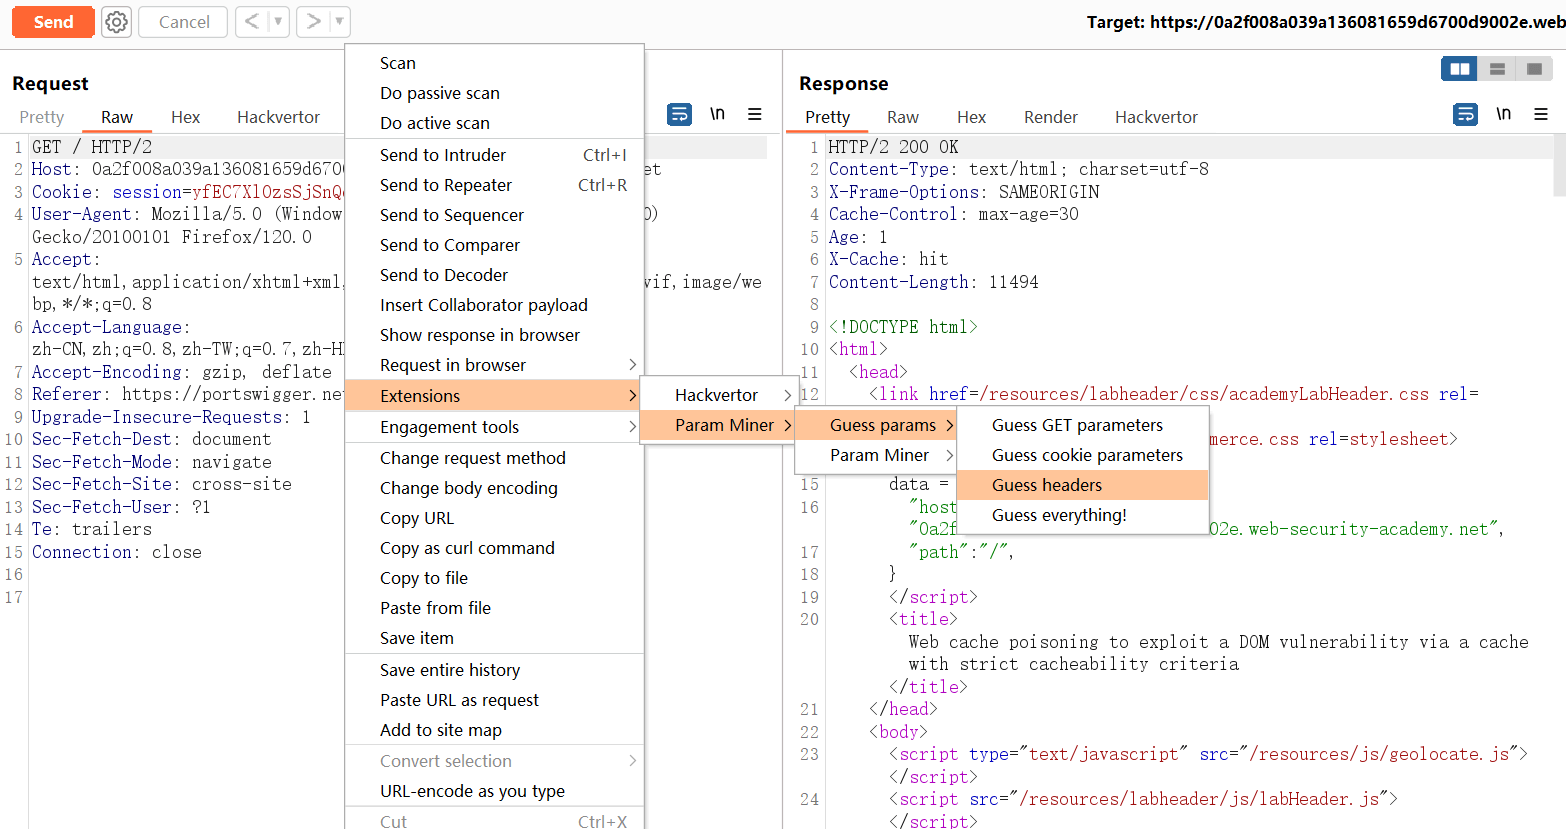 Send
Cancel
Target: https://0a2f008a039a136081659d6700d9002e.web
Request
Pretty Raw Hex Hackvertor
\n
1 GET / HTTP/2
2 Host: 0a2f008a039a136081659d670
et
3 Cookie: session=
4 User-Agent: Mozilla/5.0 (Window
0)
Gecko/20100101 Firefox/120.0
5 Accept:
text/html,application/xhtml+xml,
vif,image/we
bp,*/*;q=0.8
6 Accept-Language:
zh-CN,zh;q=0.8,zh-TW;q=0.7,zh-H
7 Accept-Encoding: gzip, deflate
8 Referer: https://portswigger.ne
9 Upgrade-Insecure-Requests: 1
10 Sec-Fetch-Dest: document
11 Sec-Fetch-Mode: navigate
12 Sec-Fetch-Site: cross-site
13 Sec-Fetch-User: ?1
14 Te: trailers
15 Connection: close
16
17
Scan
Do passive scan
Do active scan
Send to Intruder Ctrl+I
Send to Repeater Ctrl+R
Send to Sequencer
Send to Comparer
Send to Decoder
Insert Collaborator payload
Show response in browser
Request in browser
Extensions
Engagement tools
Change request method
Change body encoding
Copy URL
Copy as curl command
Copy to file
Paste from file
Save item
Save entire history
Paste URL as request
Add to site map
Convert selection
URL-encode as you type
Cut Ctrl+X
Hackvertor
Param Miner
Guess params
Param Miner
Guess GET parameters
Guess cookie parameters
Guess headers
Guess everything!
Response
Pretty Raw Hex Render Hackvertor
\n
1 HTTP/2 200 OK
2 Content-Type: text/html; charset=utf-8
3 X-Frame-Options: SAMEORIGIN
4 Cache-Control: max-age=30
5 Age: 1
6 X-Cache: hit
7 Content-Length: 11494
8
9 <!DOCTYPE html>
10 <html>
11 <head>
12 <link href=/resources/labheader/css/academyLabHeader.css rel=
merce.css rel=stylesheet>
15 data =
16 "host
"0a2f
02e.web-security-academy.net",
17 "path":"/",
18 }
19 </script>
20 <title>
Web cache poisoning to exploit a DOM vulnerability via a cache
with strict cacheability criteria
</title>
21 </head>
22 <body>
23 <script type="text/javascript" src="/resources/js/geolocate.js">
</script>
24 <script src="/resources/labheader/js/labHeader.js">
</script>